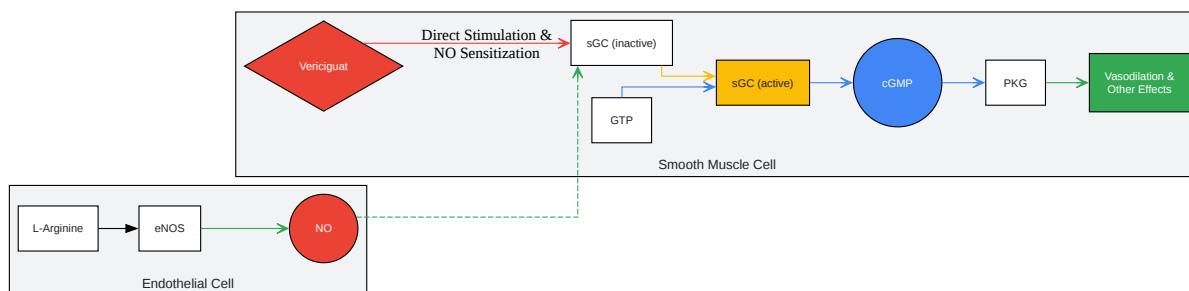 Direct Stimulation &
NO Sensitization
Vericiguat
sGC (inactive)
sGC (active)
cGMP
PKG
Vasodilation &
Other Effects
GTP
Smooth Muscle Cell
L-Arginine
eNOS
NO
Endothelial Cell